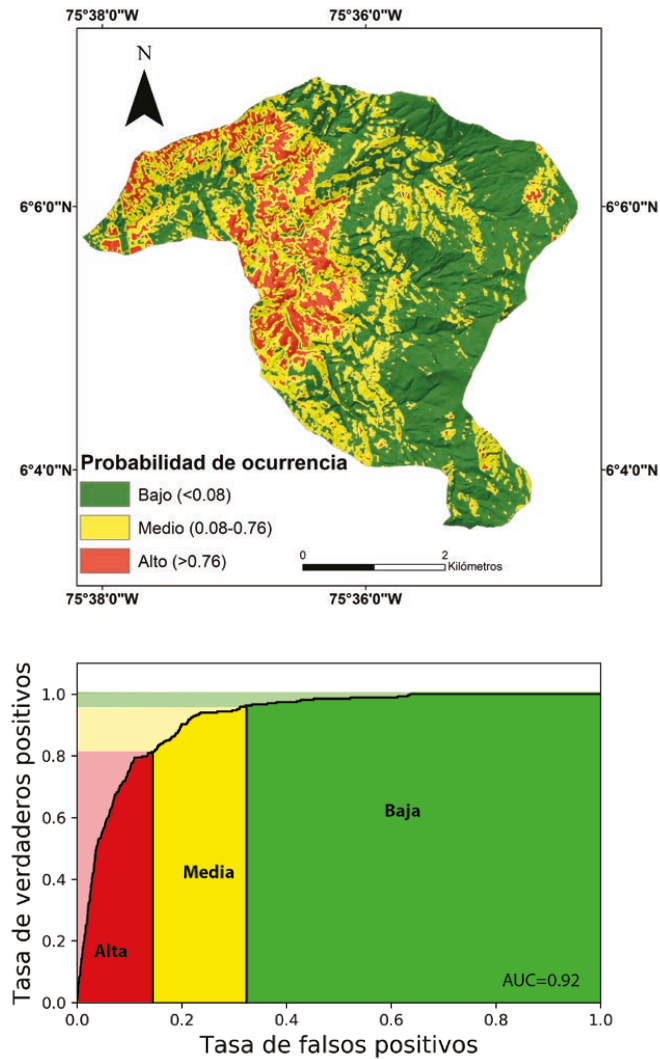 75°38'0"W 75°36'0"W
N
6°6'0"N 6°6'0"N
6°4'0"N 6°4'0"N
Probabilidad de ocurrencia
Bajo (<0.08)
Medio (0.08-0.76)
Alto (>0.76)
0 2
Kilómetros
75°38'0"W 75°36'0"W
Tasa de verdaderos positivos
1.0
0.8
0.6
0.4
0.2
0.0
Baja
Media
Alta
AUC=0.92
0.0 0.2 0.4 0.6 0.8 1.0
Tasa de falsos positivos